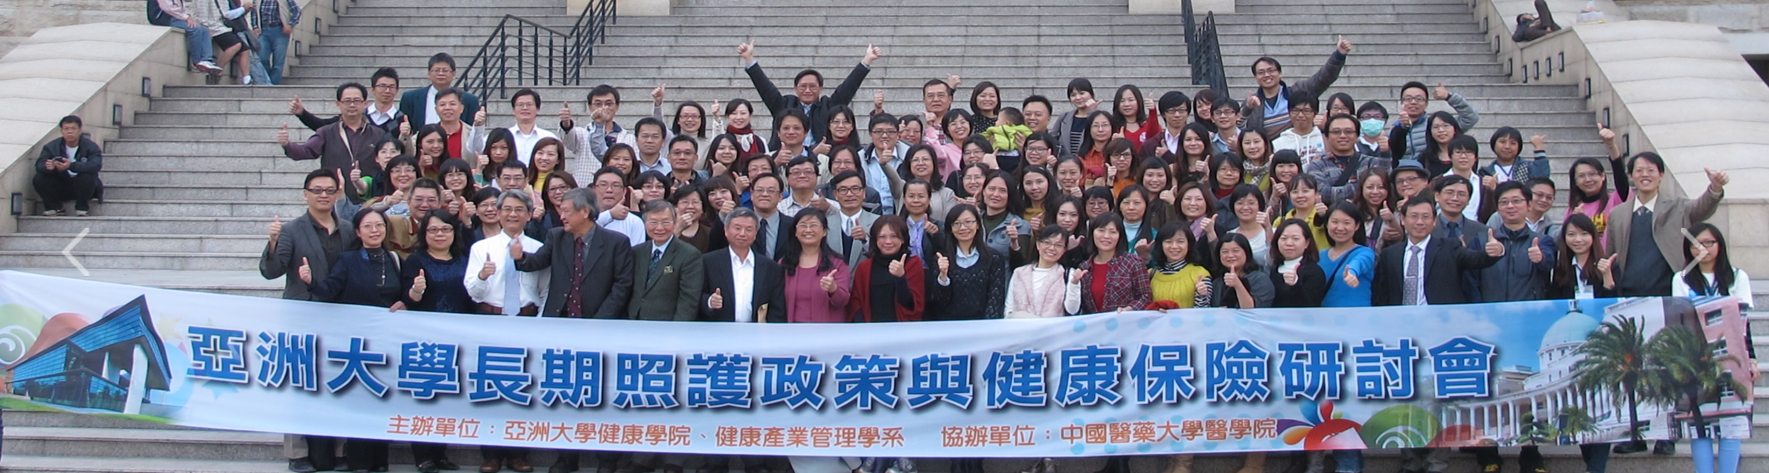 亞洲大學長期照護政策與健康保險研討會
主辦單位：亞洲大學健康學院、健康產業管理學系 協辦單位：中國醫藥大學醫學院